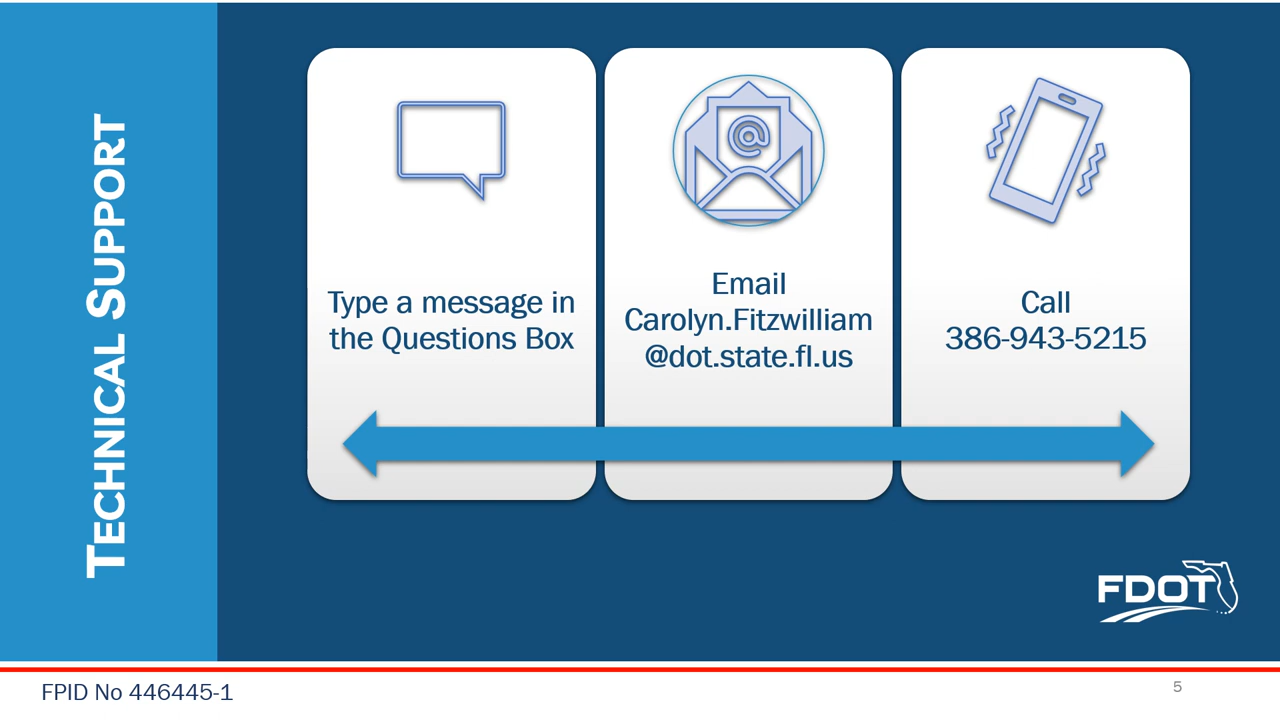 TECHNICAL SUPPORT
Type a message in
the Questions Box
@
Email
Carolyn.Fitzwilliam
@dot.state.fl.us
Call
386-943-5215
FDOT
FPID No 446445-1
5